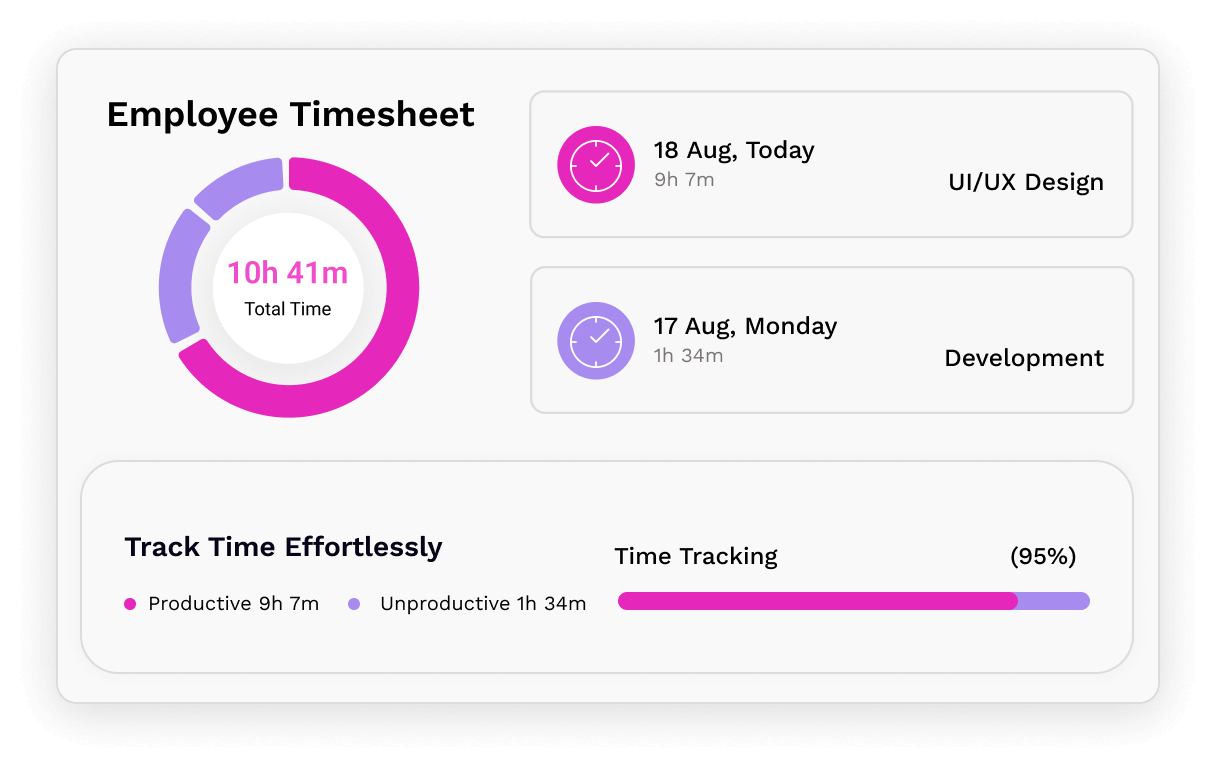 Employee Timesheet
10h 41m
Total Time
18 Aug, Today
9h 7m
UI/UX Design
17 Aug, Monday
1h 34m
Development
Track Time Effortlessly
Productive 9h 7m
Unproductive 1h 34m
Time Tracking
(95%)